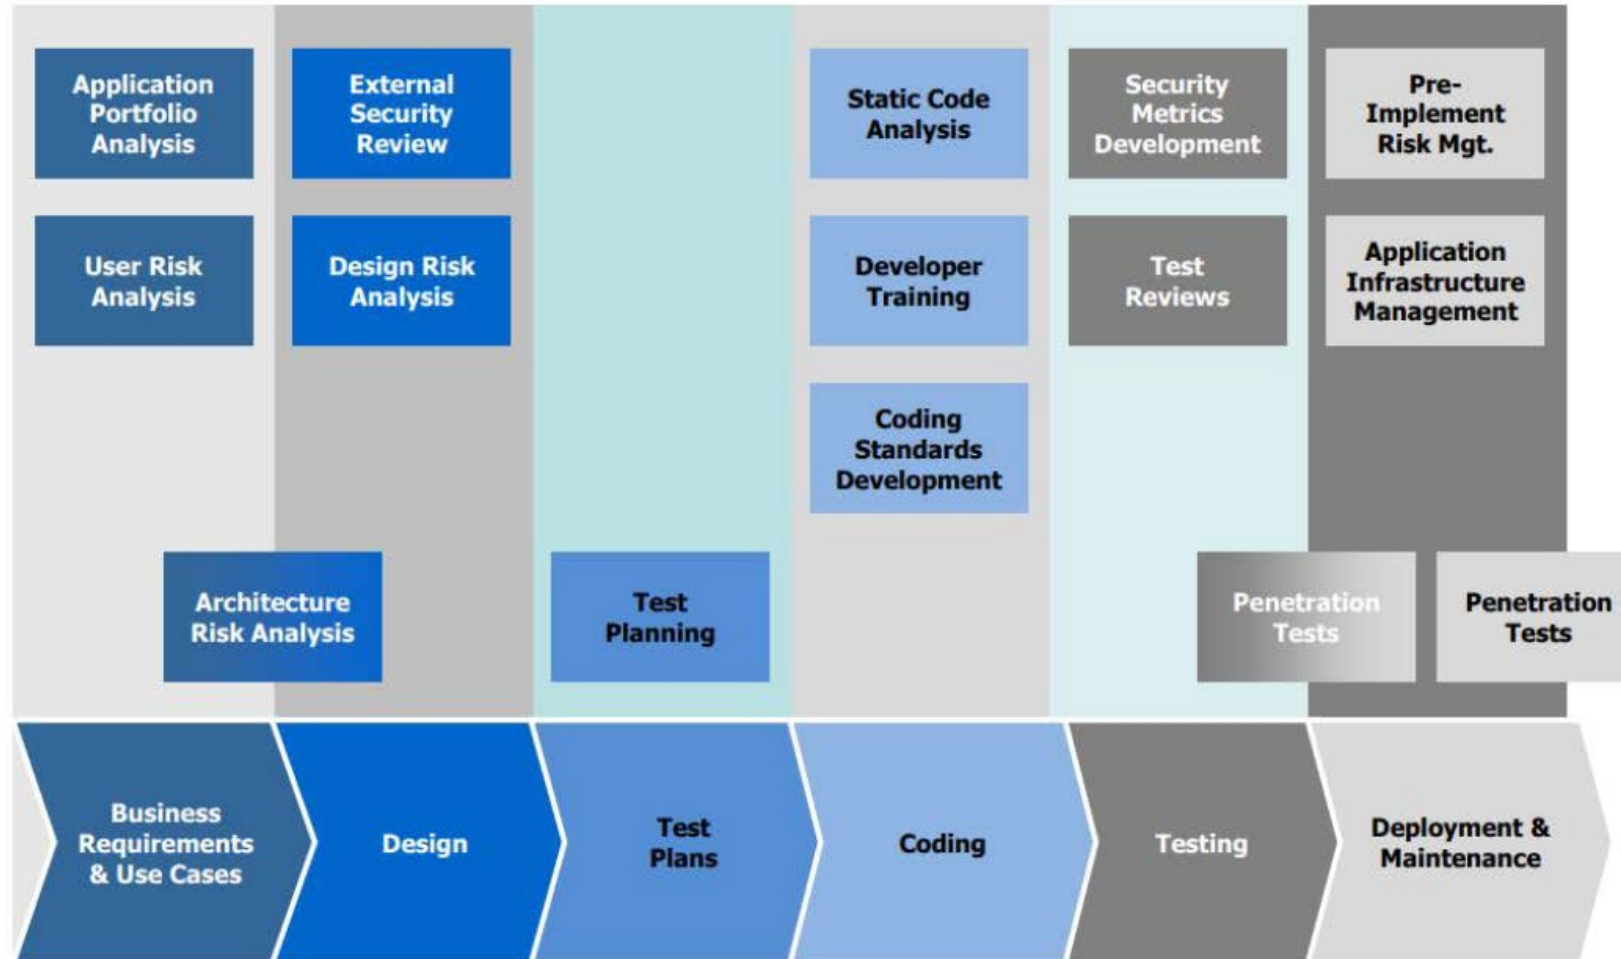 Application
Portfolio
Analysis
External
Security
Review
Static Code
Analysis
Security
Metrics
Development
Pre-
Implement
Risk Mgt.
User Risk
Analysis
Design Risk
Analysis
Developer
Training
Test
Reviews
Application
Infrastructure
Management
Coding
Standards
Development
Architecture
Risk Analysis
Test
Planning
Penetration
Tests
Penetration
Tests
Business
Requirements
& Use Cases
Design
Test
Plans
Coding
Testing
Deployment &
Maintenance